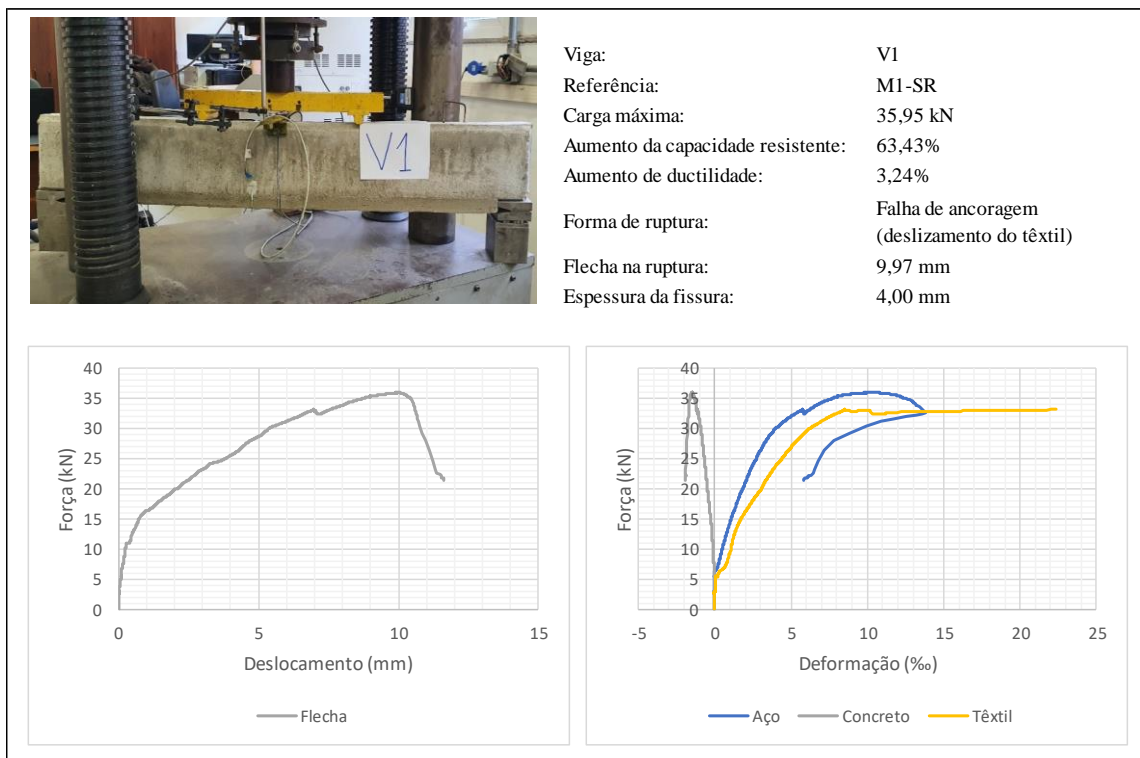 V1
Viga: V1
Referência: M1-SR
Carga máxima: 35,95 kN
Aumento da capacidade resistente: 63,43%
Aumento de ductilidade: 3,24%
Forma de ruptura: Falha de ancoragem
(deslizamento do têxtil)
Flecha na ruptura: 9,97 mm
Espessura da fissura: 4,00 mm
40
35
30
25
20
15
10
5
0
Força (kN)
0 5 10 15
Deslocamento (mm)
Flecha
40
35
30
25
20
15
10
5
0
Força (kN)
-5 0 5 10 15 20 25
Deformação (‰)
Aço Concreto Têxtil